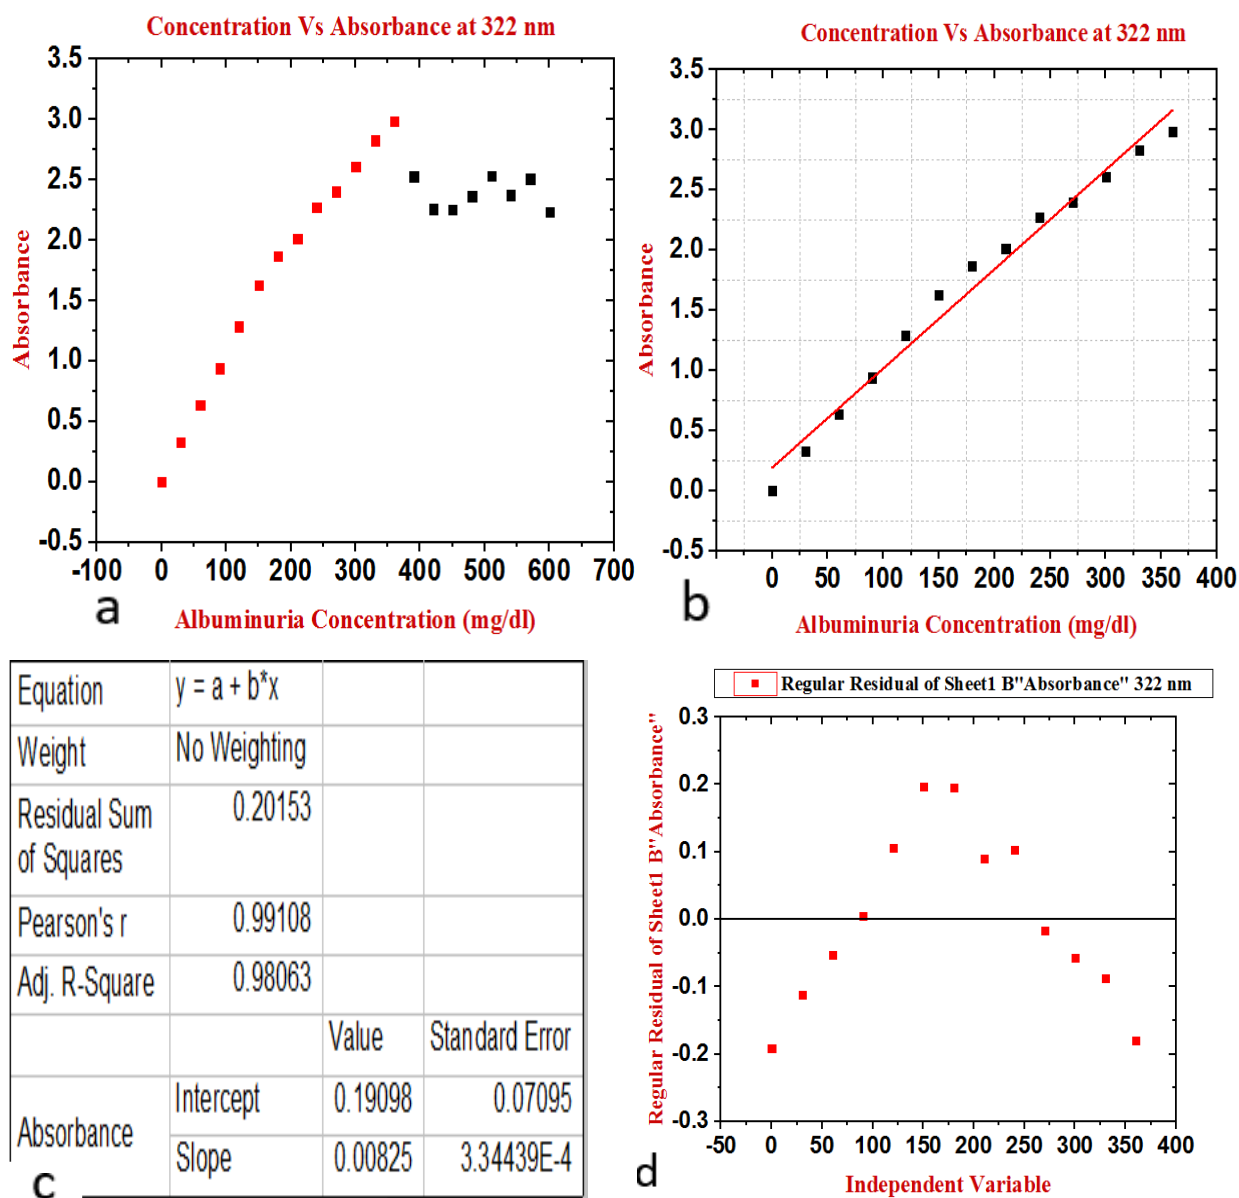 Concentration Vs Absorbance at 322 nm
3.5
3.0
2.5
2.0
1.5
1.0
0.5
0.0
-0.5
Absorbance
-100 0 100 200 300 400 500 600 700
a
Albuminuria Concentration (mg/dl)
Concentration Vs Absorbance at 322 nm
3.5
3.0
2.5
2.0
1.5
1.0
0.5
0.0
-0.5
Absorbance
0 50 100 150 200 250 300 350 400
b
Albuminuria Concentration (mg/dl)
Equation y = a + b*x
Weight No Weighting
Residual Sum of Squares 0.20153
Pearson's r 0.99108
Adj. R-Square 0.98063
Value Standard Error
Absorbance Intercept 0.19098 0.07095
Slope 0.00825 3.34439E-4
c
Regular Residual of Sheet1 B"Absorbance" 322 nm
0.3
0.2
0.1
0.0
-0.1
-0.2
-0.3
Regular Residual of Sheet1 B"Absorbance"
-50 0 50 100 150 200 250 300 350 400
d
Independent Variable